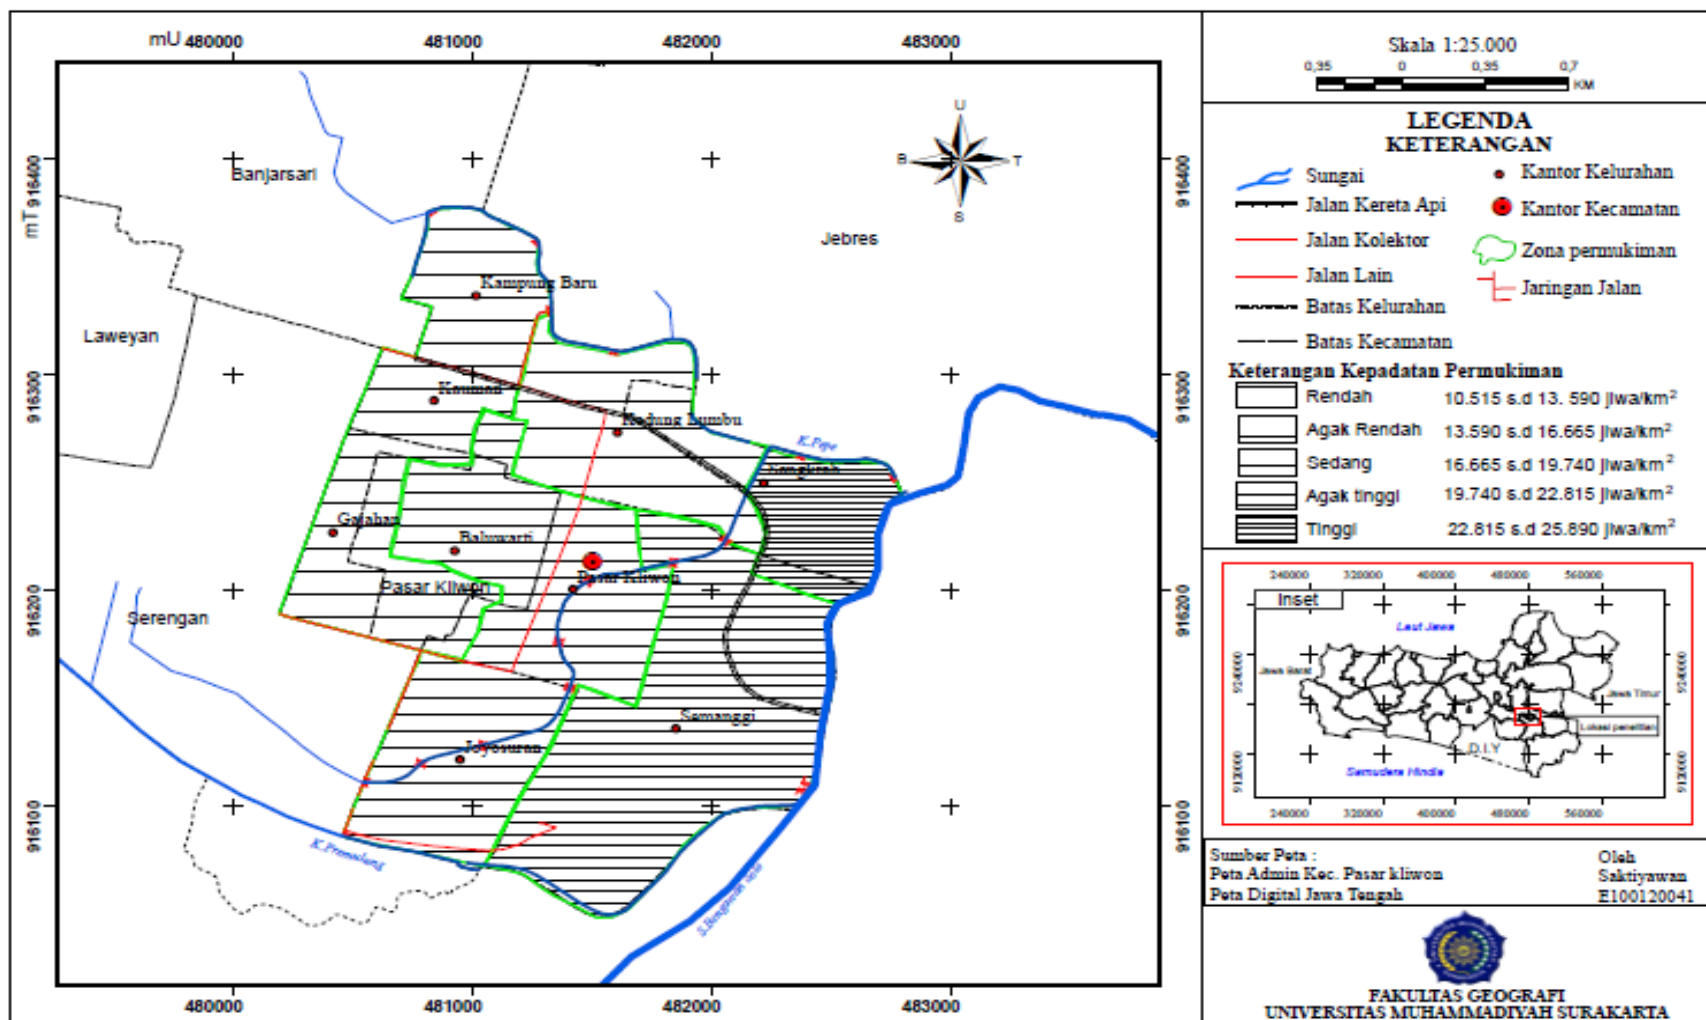 mU 480000 481000 482000 483000
mT
916400
916300
916200
916100
916400
916300
916200
916100
480000 481000 482000 483000
Banjarsari
Jebres
Laweyan
Serengan
U
B T
S
Kampung Baru
Kauman
Kedung Lumbu
K.Pepe
Sangkrah
Gajahan
Baluwarti
Pasar Kliwon
Pasar Kliwon
Semanggi
Joyosuran
Skala 1:25.000
0,35 0 0,35 0,7
KM
LEGENDA
KETERANGAN
Sungai
Jalan Kereta Api
Jalan Kolektor
Jalan Lain
Batas Kelurahan
Batas Kecamatan
Kantor Kelurahan
Kantor Kecamatan
Zona permukiman
Jaringan Jalan
Keterangan Kepadatan Permukiman
Rendah 10.515 s.d 13. 590 jiwa/km²
Agak Rendah 13.590 s.d 16.665 jiwa/km²
Sedang 16.665 s.d 19.740 jiwa/km²
Agak tinggi 19.740 s.d 22.815 jiwa/km²
Tinggi 22.815 s.d 25.890 jiwa/km²
240000 320000 400000 480000 560000
Inset
Laut Jawa
Jawa Barat
Jawa Timur
Lokasi penelitian
D.I.Y
Samudera Hindia
9240000
9120000
9240000
9120000
240000 320000 400000 480000 560000
Sumber Peta :
Peta Admin Kec. Pasar kliwon
Peta Digital Jawa Tengah
Oleh
Saktiyawan
E100120041
FAKULTAS GEOGRAFI
UNIVERSITAS MUHAMMADIYAH SURAKARTA